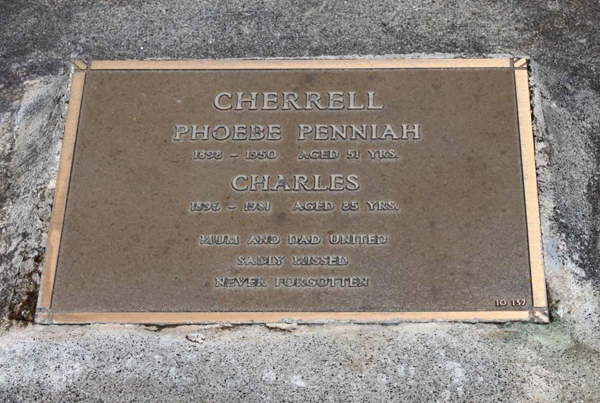 CHERRELL
PHOEBE PENNIAH
1898 - 1950 AGED 51 YRS.
CHARLES
1896 - 1981 AGED 85 YRS.
MUM AND DAD UNITED
SADLY MISSED
NEVER FORGOTTEN
10 157